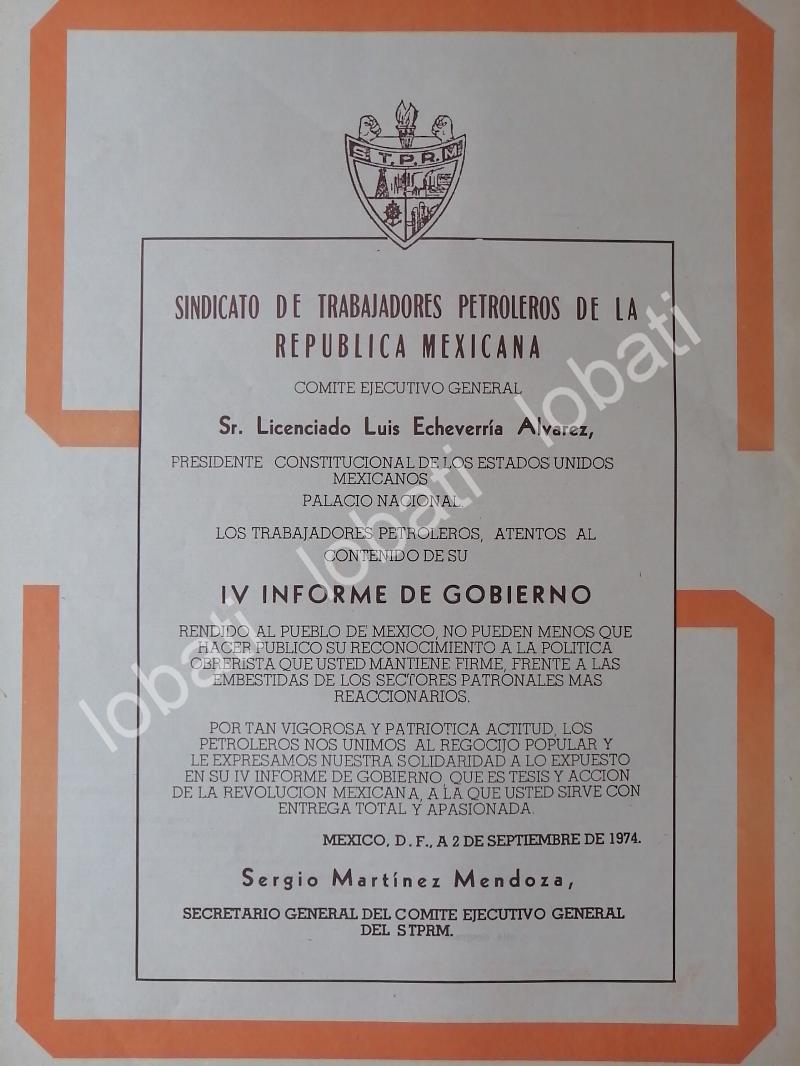 S.T.P.R.M.
SINDICATO DE TRABAJADORES PETROLEROS DE LA
REPUBLICA MEXICANA
COMITE EJECUTIVO GENERAL
Sr. Licenciado Luis Echeverría Alvarez,
PRESIDENTE CONSTITUCIONAL DE LOS ESTADOS UNIDOS
MEXICANOS
PALACIO NACIONAL.
LOS TRABAJADORES PETROLEROS, ATENTOS AL
CONTENIDO DE SU
IV INFORME DE GOBIERNO
RENDIDO AL PUEBLO DE MEXICO, NO PUEDEN MENOS QUE
HACER PUBLICO SU RECONOCIMIENTO A LA POLITICA
OBRERISTA QUE USTED MANTIENE FIRME, FRENTE A LAS
EMBESTIDAS DE LOS SECTORES PATRONALES MAS
REACCIONARIOS.
POR TAN VIGOROSA Y PATRIOTICA ACTITUD, LOS
PETROLEROS NOS UNIMOS AL REGOCIJO POPULAR Y
LE EXPRESAMOS NUESTRA SOLIDARIDAD A LO EXPUESTO
EN SU IV INFORME DE GOBIERNO, QUE ES TESIS Y ACCION
DE LA REVOLUCION MEXICANA, A LA QUE USTED SIRVE CON
ENTREGA TOTAL Y APASIONADA.
MEXICO, D.F., A 2 DE SEPTIEMBRE DE 1974.
Sergio Martínez Mendoza,
SECRETARIO GENERAL DEL COMITE EJECUTIVO GENERAL
DEL STPRM.
lobati lobati lobati